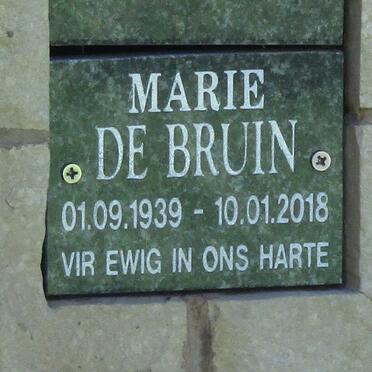 MARIE
DE BRUIN
01.09.1939 - 10.01.2018
VIR EWIG IN ONS HARTE